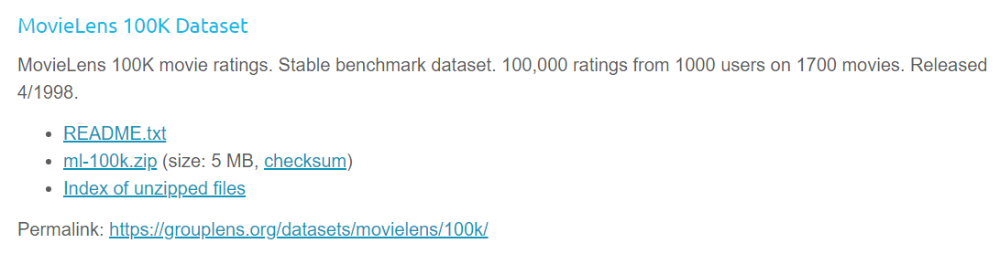 MovieLens 100K Dataset
MovieLens 100K movie ratings. Stable benchmark dataset. 100,000 ratings from 1000 users on 1700 movies. Released
4/1998.
• README.txt
• ml-100k.zip (size: 5 MB, checksum)
• Index of unzipped files
Permalink: https://grouplens.org/datasets/movielens/100k/